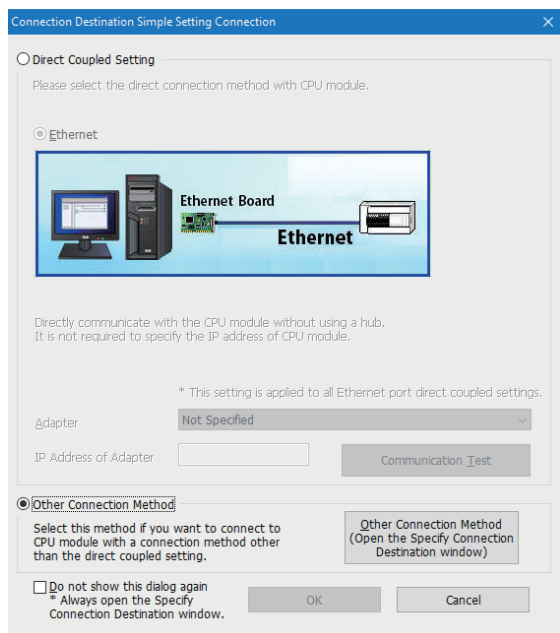 Connection Destination Simple Setting Connection
Direct Coupled Setting
Please select the direct connection method with CPU module.
Ethernet
Ethernet Board
Ethernet
Directly communicate with the CPU module without using a hub.
It is not required to specify the IP address of CPU module.
* This setting is applied to all Ethernet port direct coupled settings.
Adapter
Not Specified
IP Address of Adapter
Communication Test
Other Connection Method
Select this method if you want to connect to
CPU module with a connection method other
than the direct coupled setting.
Other Connection Method
(Open the Specify Connection
Destination window)
Do not show this dialog again
* Always open the Specify
Connection Destination window.
OK
Cancel